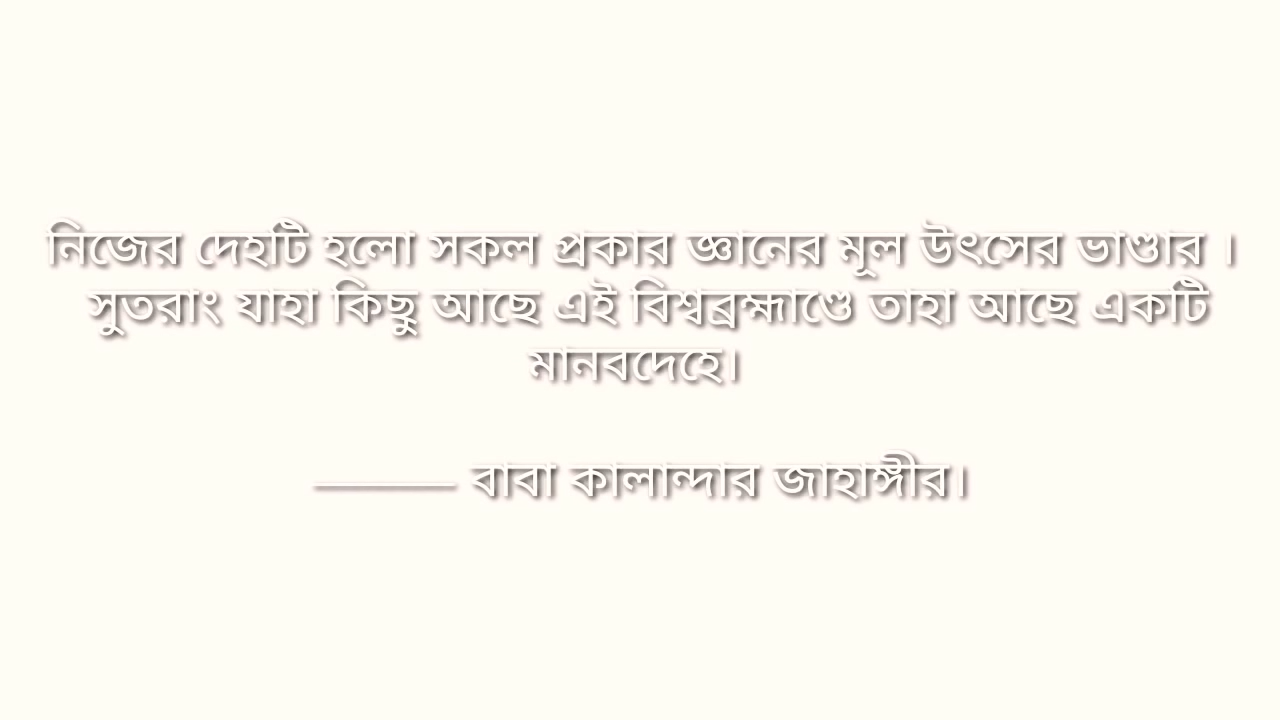 নিজের দেহটি হলো সকল প্রকার জ্ঞানের মূল উৎসের ভাণ্ডার ।
সুতরাং যাহা কিছু আছে এই বিশ্বব্রহ্মাণ্ডে তাহা আছে একটি
মানবদেহে।
——— বাবা কালান্দার জাহাঙ্গীর।